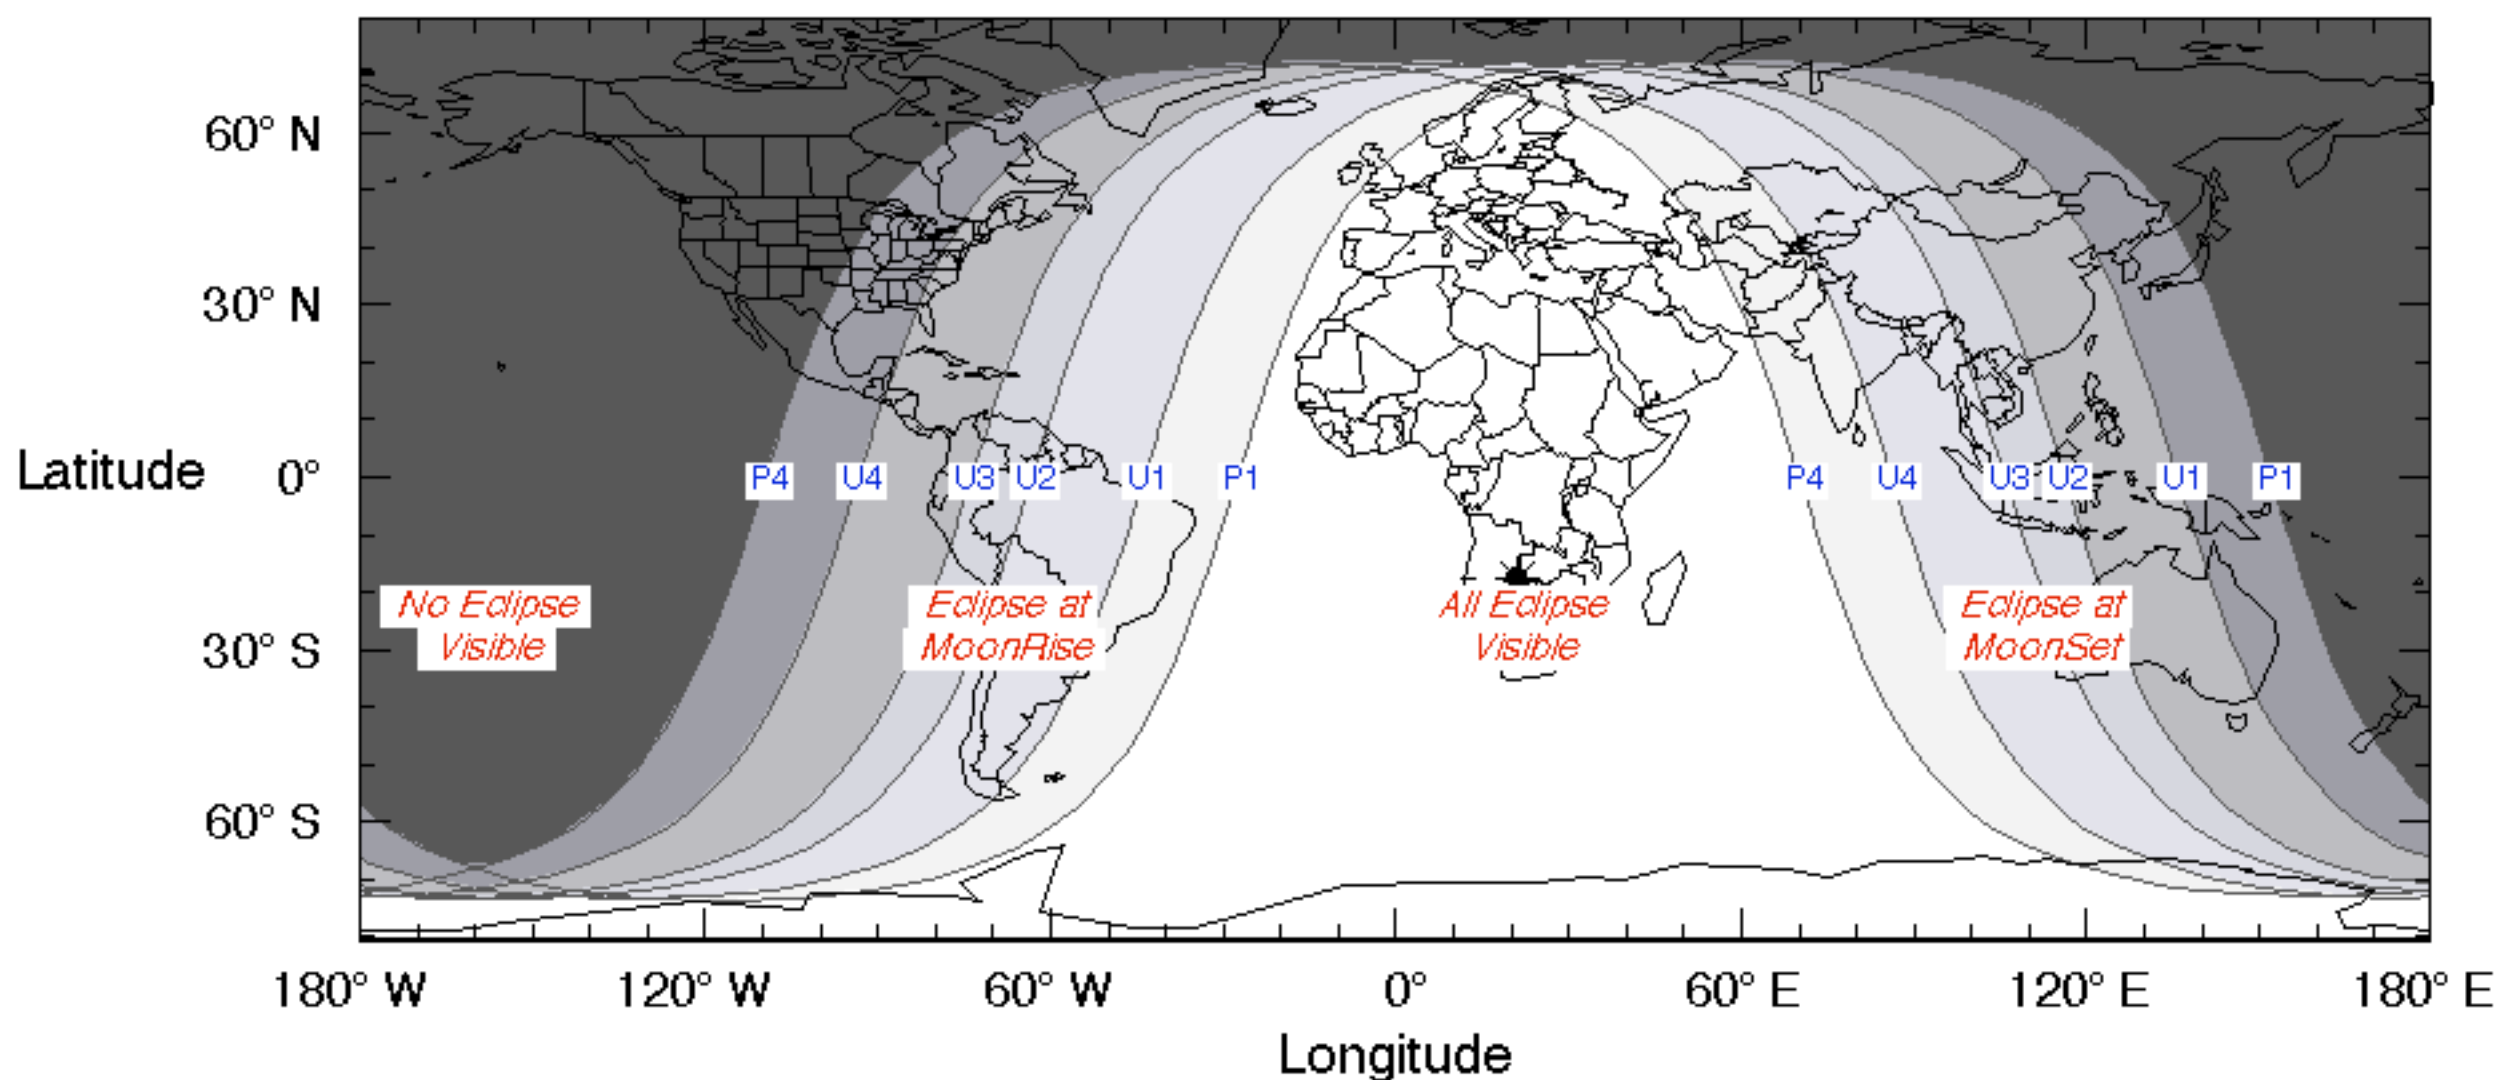 60° N
30° N
Latitude 0°
P4 U4 U3 U2 U1 P1 P4 U4 U3 U2 U1 P1
No Eclipse
Visible
Eclipse at
MoonRise
All Eclipse
Visible
Eclipse at
MoonSet
30° S
60° S
180° W 120° W 60° W 0° 60° E 120° E 180° E
Longitude